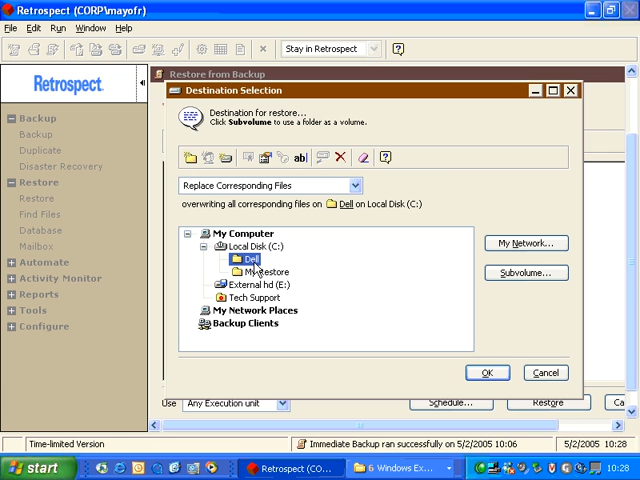 Retrospect (CORP\mayofr)
File Edit Run Window Help
Stay in Retrospect
Retrospect
Restore from Backup
Destination Selection
Destination for restore...
Click Subvolume to use a folder as a volume.
ab|
Replace Corresponding Files
overwriting all corresponding files on Dell on Local Disk (C:)
My Computer
Local Disk (C:)
Dell
My Restore
External hd (E:)
Tech Support
My Network Places
Backup Clients
My Network...
Subvolume...
OK Cancel
Backup
Backup
Duplicate
Disaster Recovery
Restore
Restore
Find Files
Database
Mailbox
Automate
Activity Monitor
Reports
Tools
Configure
Use Any Execution unit Schedule... Restore Ca
Time-limited Version Immediate Backup ran successfully on 5/2/2005 10:06 5/2/2005 10:28
start Retrospect (CO... 6 Windows Ex... 10:28